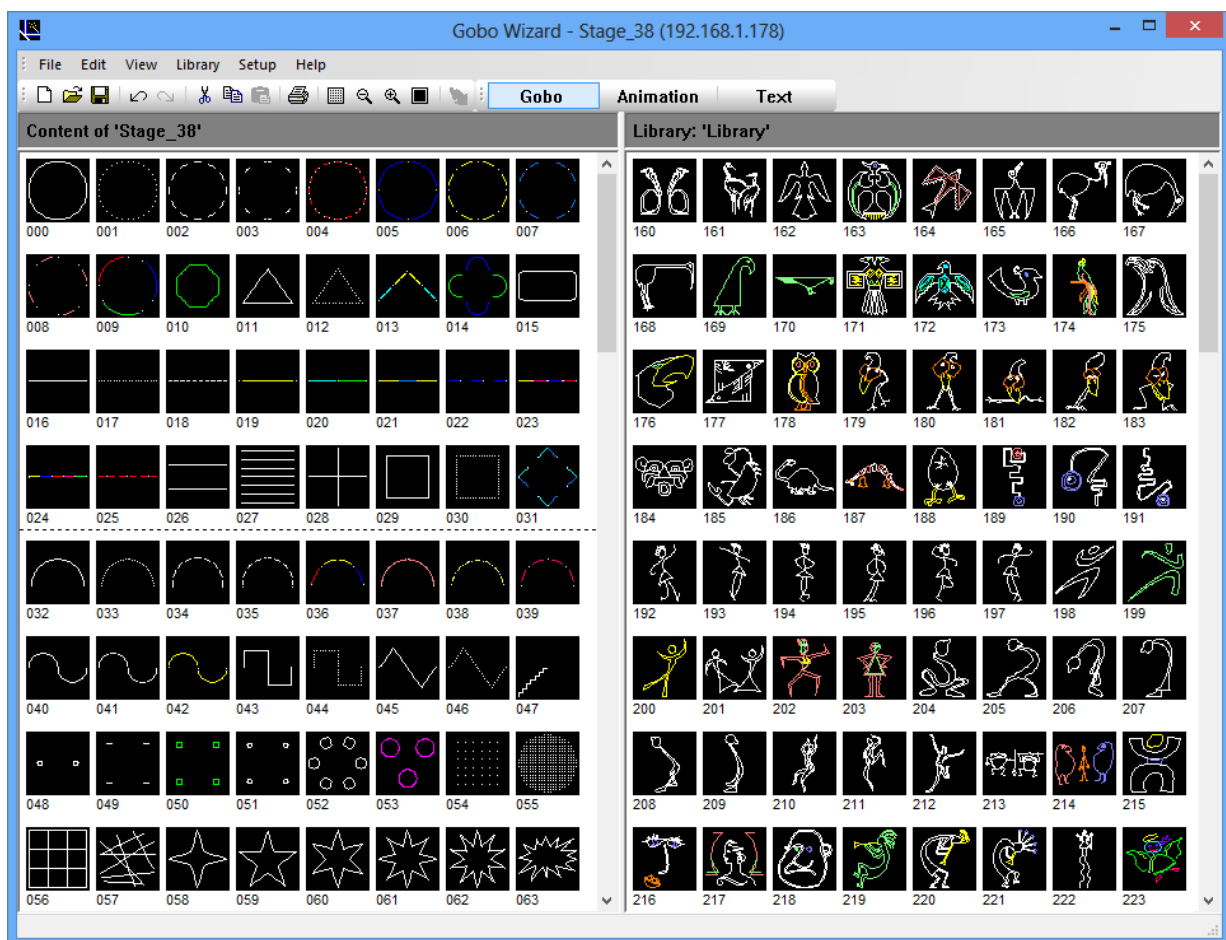 Gobo Wizard - Stage_38 (192.168.1.178)
File Edit View Library Setup Help
Gobo Animation Text
Content of 'Stage_38'
Library: 'Library'
000 001 002 003 004 005 006 007
160 161 162 163 164 165 166 167
008 009 010 011 012 013 014 015
168 169 170 171 172 173 174 175
016 017 018 019 020 021 022 023
176 177 178 179 180 181 182 183
024 025 026 027 028 029 030 031
184 185 186 187 188 189 190 191
032 033 034 035 036 037 038 039
192 193 194 195 196 197 198 199
040 041 042 043 044 045 046 047
200 201 202 203 204 205 206 207
048 049 050 051 052 053 054 055
208 209 210 211 212 213 214 215
056 057 058 059 060 061 062 063
216 217 218 219 220 221 222 223